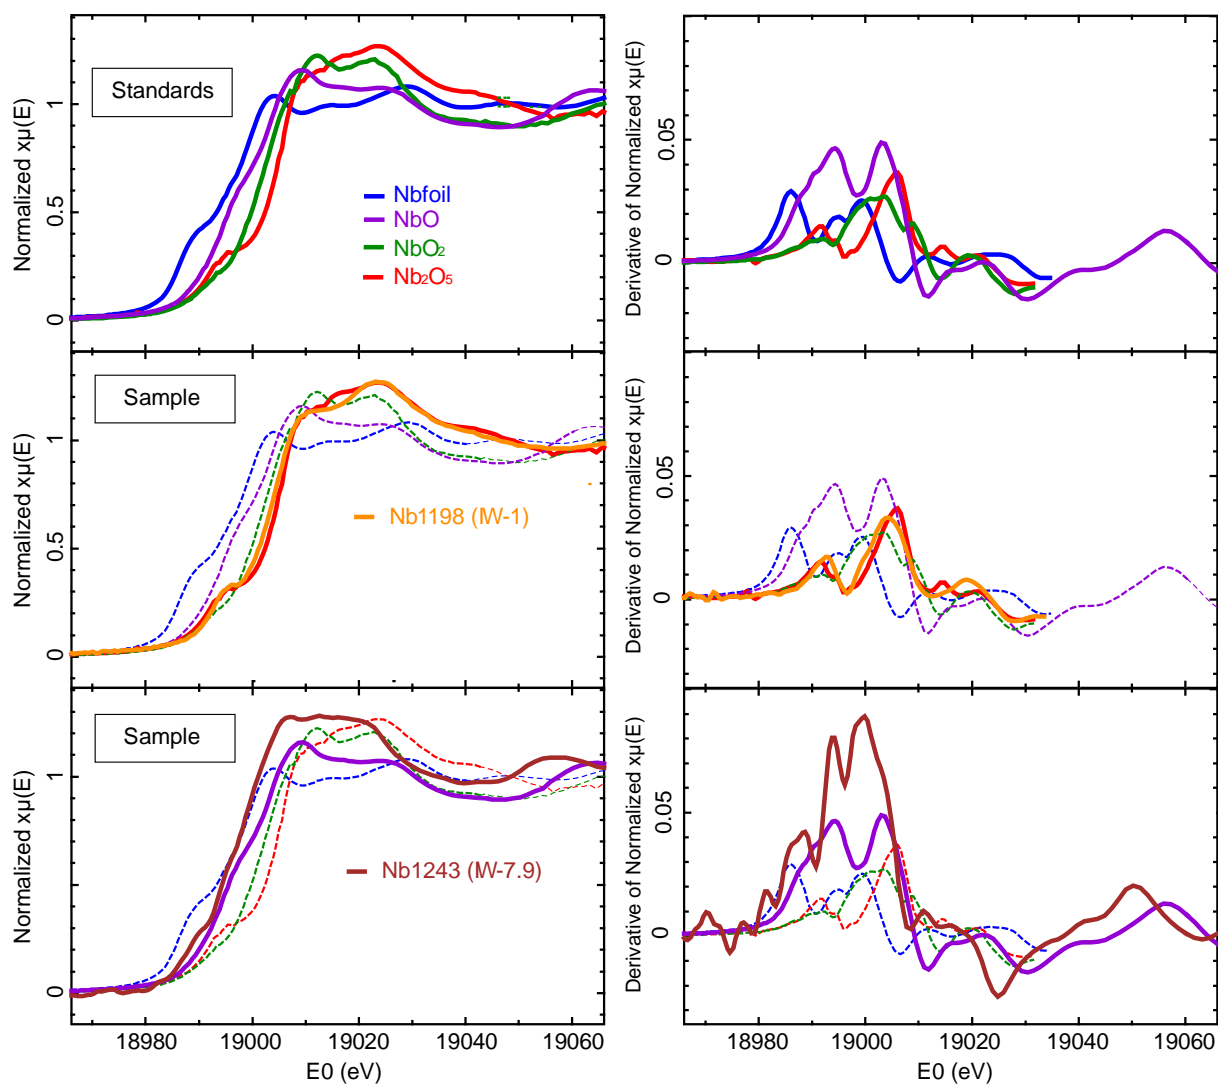 Normalized xμ(E)
1
0.5
0
Standards
Nbfoil
NbO
NbO₂
Nb₂O₅
Derivative of Normalized xμ(E)
0.05
0
Normalized xμ(E)
1
0.5
0
Sample
Nb1198 (IW-1)
Derivative of Normalized xμ(E)
0.05
0
Normalized xμ(E)
1
0.5
0
Sample
Nb1243 (IW-7.9)
Derivative of Normalized xμ(E)
0.05
0
18980 19000 19020 19040 19060
E0 (eV)
18980 19000 19020 19040 19060
E0 (eV)